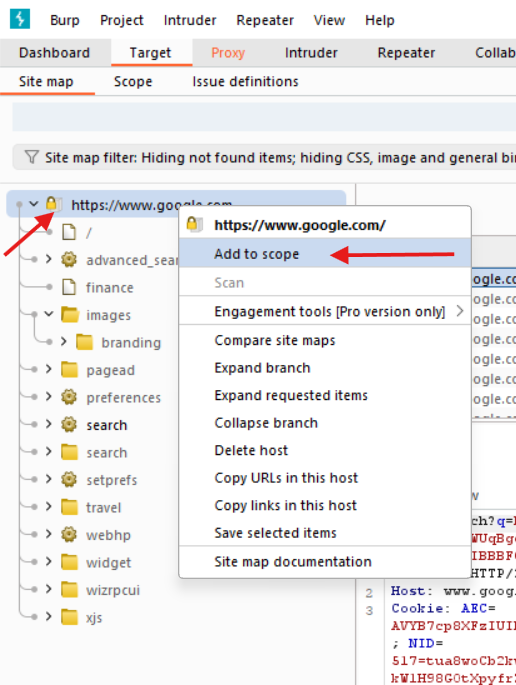 Burp Project Intruder Repeater View Help
Dashboard Target Proxy Intruder Repeater Collab
Site map Scope Issue definitions
Site map filter: Hiding not found items; hiding CSS, image and general bi
https://www.google.com
/
advanced_sear
finance
images
branding
pagead
preferences
search
search
setprefs
travel
webhp
widget
wizrpcui
xjs
https://www.google.com/
Add to scope
Scan
Engagement tools [Pro version only]
Compare site maps
Expand branch
Expand requested items
Collapse branch
Delete host
Copy URLs in this host
Copy links in this host
Save selected items
Site map documentation
ogle.co
ogle.co
ogle.co
ogle.co
ogle.co
ogle.co
ogle.co
w
ch?q=
WUqBg
IBBBF
HTTP/
2 Host: www.goog
3 Cookie: AEC=
AVYB7cp8XFzIUI
; NID=
517=tua8woCb2k
kW1H98G0tXpyfr